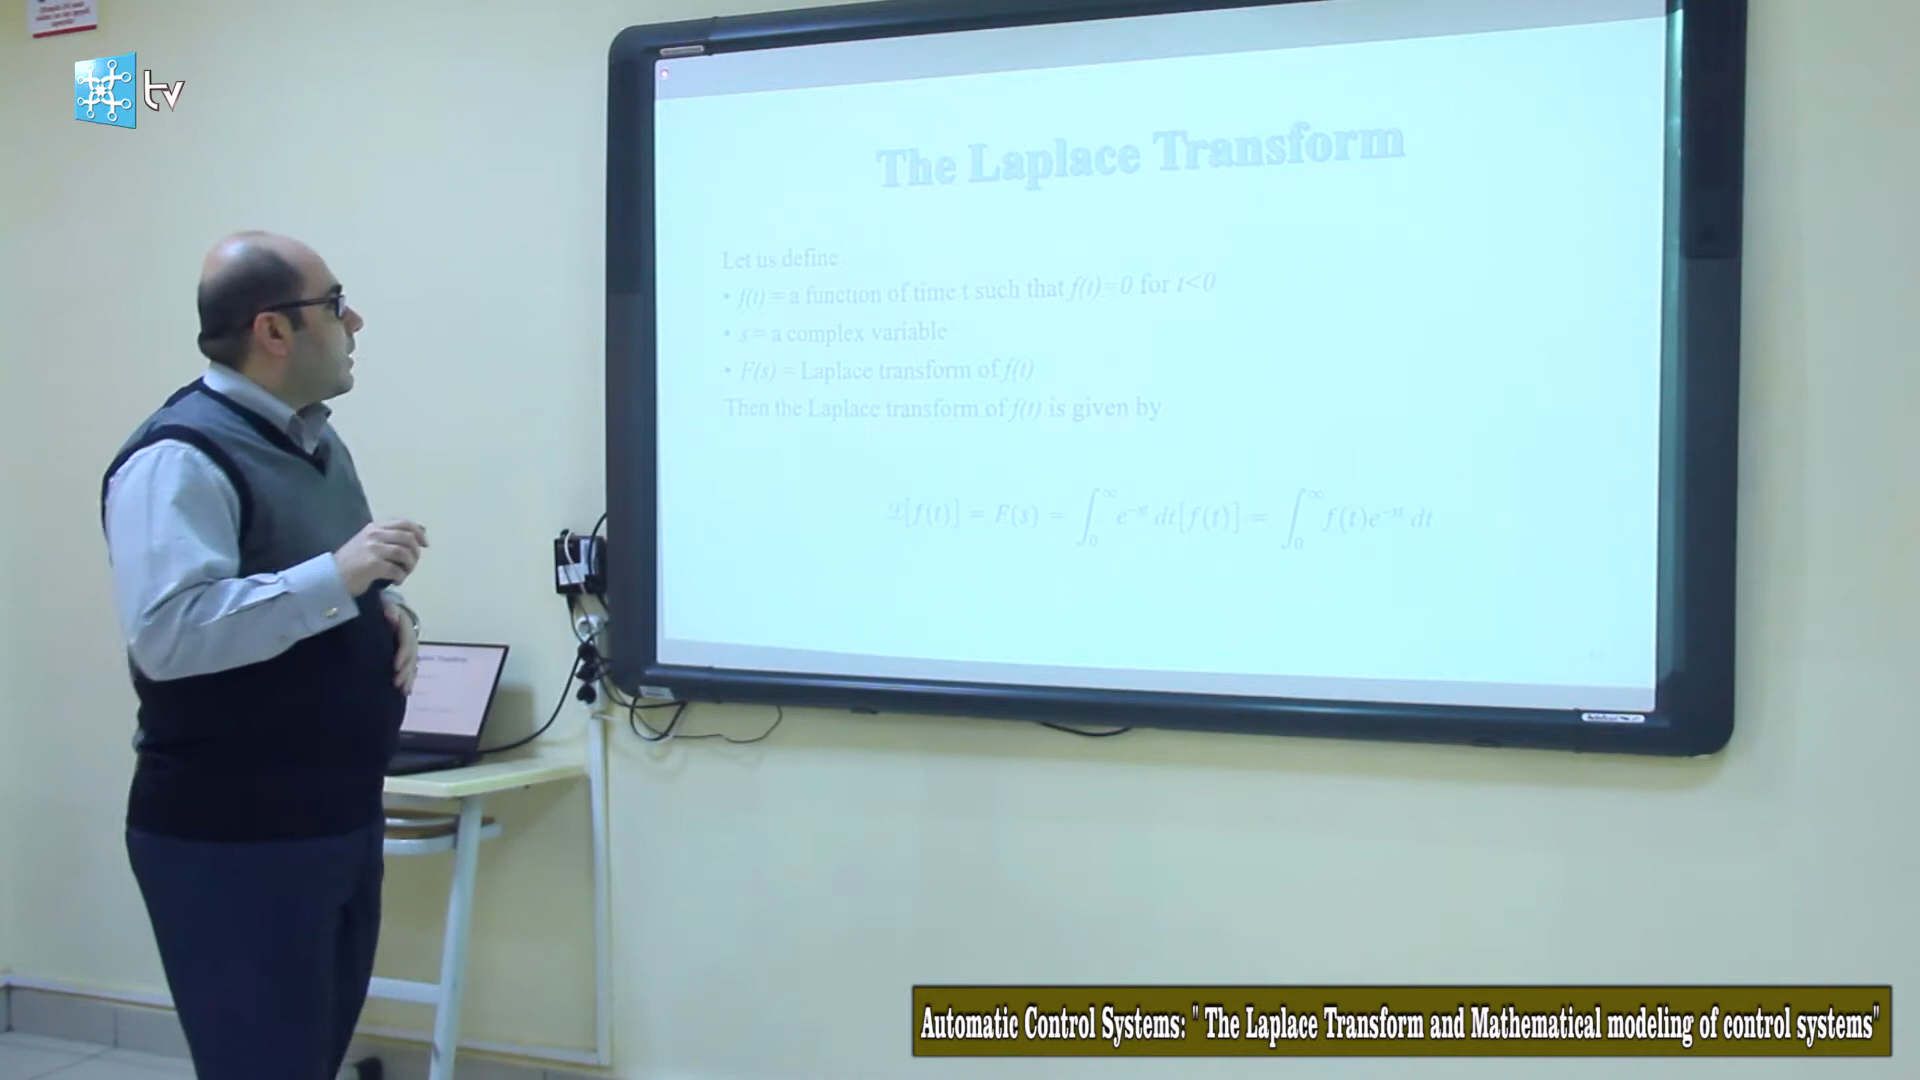 tv
The Laplace Transform
Let us define
• f(t) = a function of time t such that f(t)=0 for t<0
• s = a complex variable
• F(s) = Laplace transform of f(t)
Then the Laplace transform of f(t) is given by
ℒ[f(t)] = F(s) = ∫₀^∞ e⁻ˢᵗ dt[f(t)] = ∫₀^∞ f(t)e⁻ˢᵗ dt
Automatic Control Systems: " The Laplace Transform and Mathematical modeling of control systems"